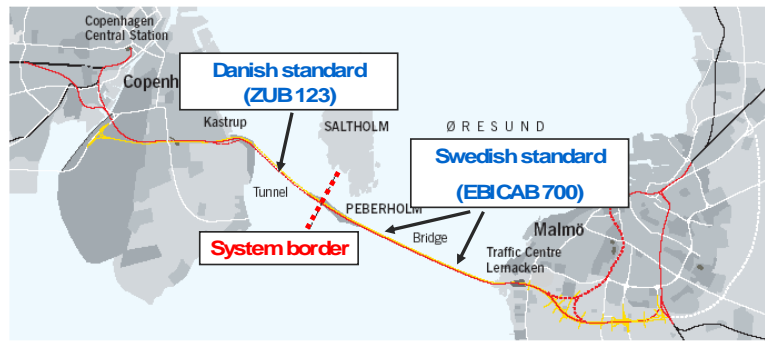 Copenhagen
Central Station
Copenh
Danish standard
(ZUB 123)
Kastrup
SALTHOLM
ØRESUND
Swedish standard
(EBICAB 700)
Tunnel
PEBERHOLM
System border
Bridge
Malmö
Traffic Centre
Lernacken